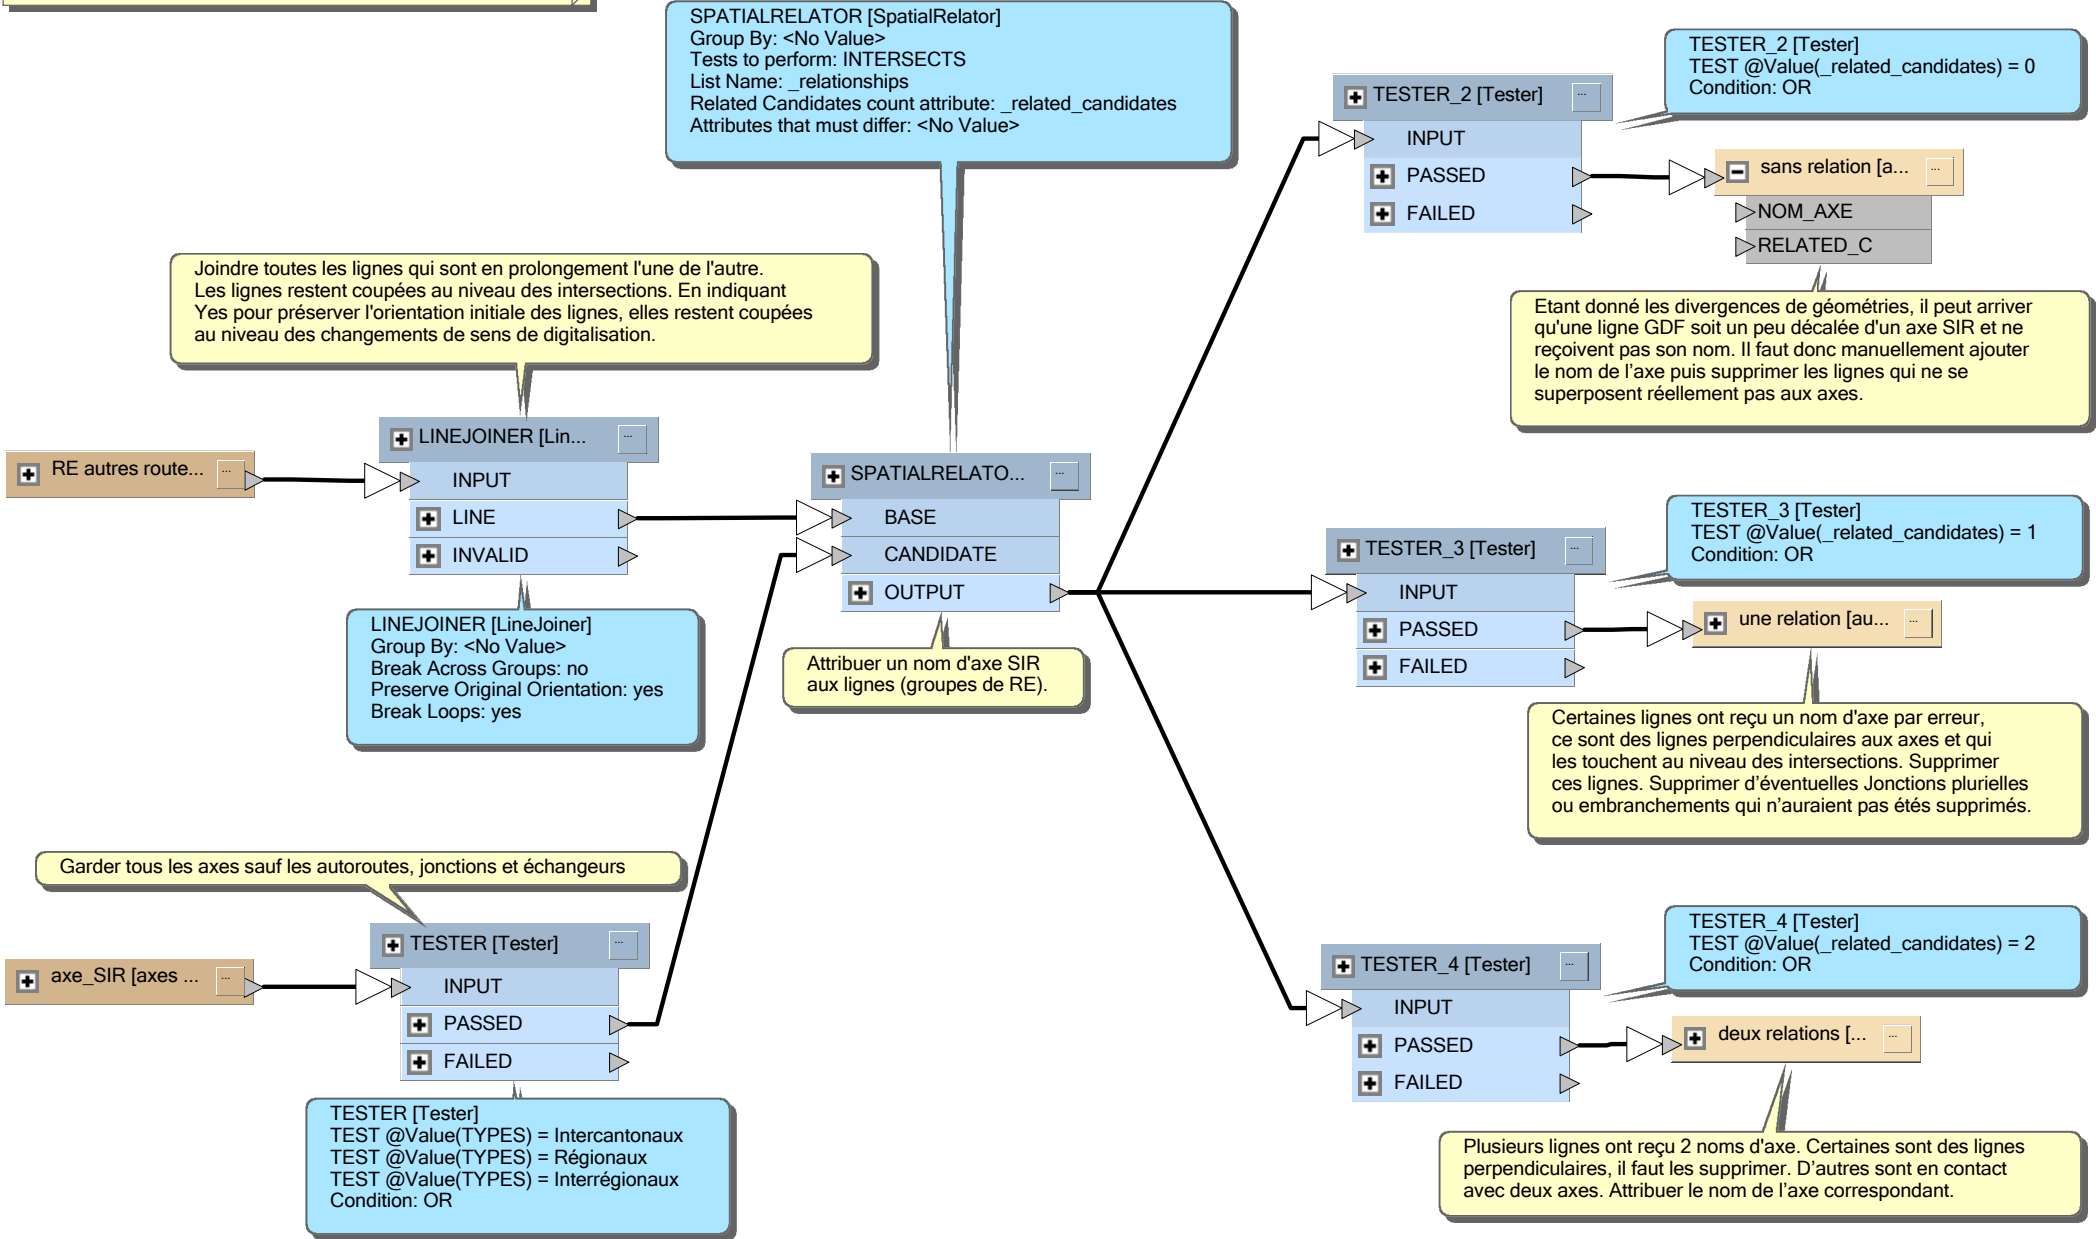 SPATIALRELATOR [SpatialRelator]
Group By: <No Value>
Tests to perform: INTERSECTS
List Name: _relationships
Related Candidates count attribute: _related_candidates
Attributes that must differ: <No Value>
TESTER_2 [Tester]
TEST @Value(_related_candidates) = 0
Condition: OR
TESTER_2 [Tester]
...
INPUT
PASSED
FAILED
sans relation [a...
...
NOM_AXE
RELATED_C
Etant donné les divergences de géométries, il peut arriver
qu'une ligne GDF soit un peu décalée d'un axe SIR et ne
reçoivent pas son nom. Il faut donc manuellement ajouter
le nom de l'axe puis supprimer les lignes qui ne se
superposent réellement pas aux axes.
Joindre toutes les lignes qui sont en prolongement l'une de l'autre.
Les lignes restent coupées au niveau des intersections. En indiquant
Yes pour préserver l'orientation initiale des lignes, elles restent coupées
au niveau des changements de sens de digitalisation.
RE autres route...
...
LINEJOINER [Lin...
...
INPUT
LINE
INVALID
LINEJOINER [LineJoiner]
Group By: <No Value>
Break Across Groups: no
Preserve Original Orientation: yes
Break Loops: yes
SPATIALRELATO...
...
BASE
CANDIDATE
OUTPUT
Attribuer un nom d'axe SIR
aux lignes (groupes de RE).
TESTER_3 [Tester]
TEST @Value(_related_candidates) = 1
Condition: OR
TESTER_3 [Tester]
...
INPUT
PASSED
FAILED
une relation [au...
...
Certaines lignes ont reçu un nom d'axe par erreur,
ce sont des lignes perpendiculaires aux axes et qui
les touchent au niveau des intersections. Supprimer
ces lignes. Supprimer d’éventuelles Jonctions plurielles
ou embranchements qui n’auraient pas étés supprimés.
Garder tous les axes sauf les autoroutes, jonctions et échangeurs
axe_SIR [axes ...
...
TESTER [Tester]
...
INPUT
PASSED
FAILED
TESTER [Tester]
TEST @Value(TYPES) = Intercantonaux
TEST @Value(TYPES) = Régionaux
TEST @Value(TYPES) = Interrégionaux
Condition: OR
TESTER_4 [Tester]
TEST @Value(_related_candidates) = 2
Condition: OR
TESTER_4 [Tester]
...
INPUT
PASSED
FAILED
deux relations [...
...
Plusieurs lignes ont reçu 2 noms d'axe. Certaines sont des lignes
perpendiculaires, il faut les supprimer. D’autres sont en contact
avec deux axes. Attribuer le nom de l’axe correspondant.